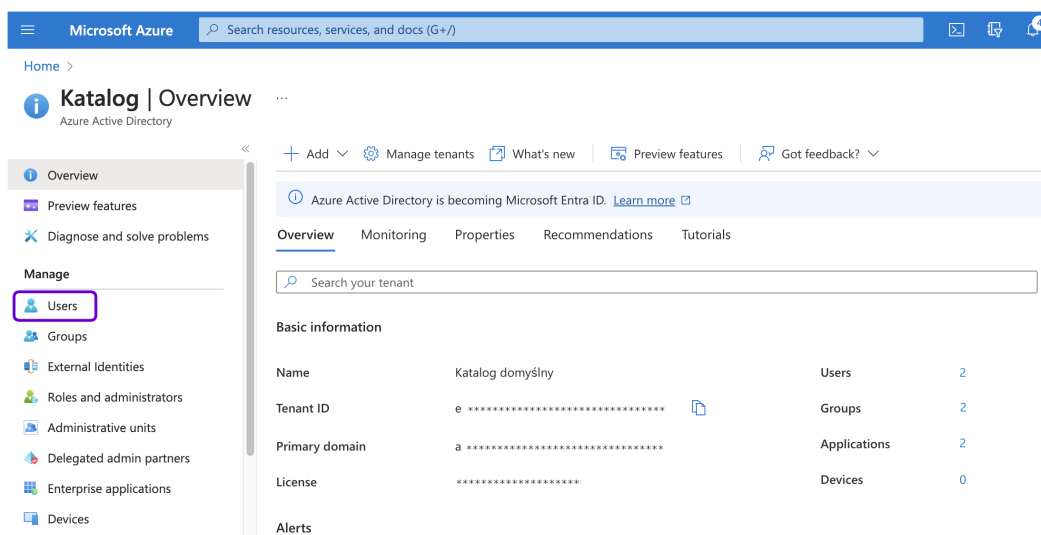 Microsoft Azure
Search resources, services, and docs (G+/)
4
Home >
Katalog | Overview ...
Azure Active Directory
«
Overview
Preview features
Diagnose and solve problems
Manage
Users
Groups
External Identities
Roles and administrators
Administrative units
Delegated admin partners
Enterprise applications
Devices
Add
Manage tenants
What's new
Preview features
Got feedback?
Azure Active Directory is becoming Microsoft Entra ID. Learn more
Overview Monitoring Properties Recommendations Tutorials
Search your tenant
Basic information
Name Katalog domyślny Users 2
Tenant ID e ******************************** Groups 2
Primary domain a ******************************** Applications 2
License ******************** Devices 0
Alerts